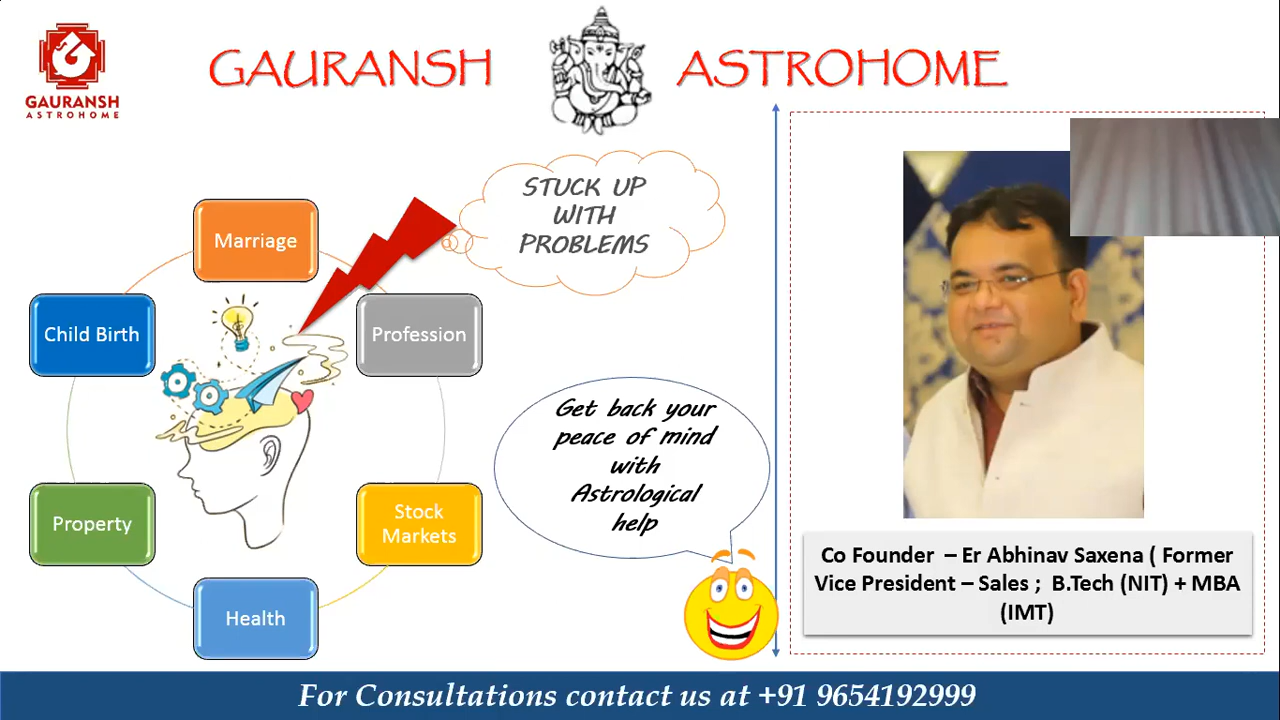 GAURANSH
ASTROHOME
GAURANSH ASTROHOME
STUCK UP
WITH
PROBLEMS
Marriage
Child Birth
Profession
Get back your
peace of mind
with
Astrological
help
Property
Stock
Markets
Health
Co Founder – Er Abhinav Saxena ( Former
Vice President – Sales ; B.Tech (NIT) + MBA
(IMT)
For Consultations contact us at +91 9654192999